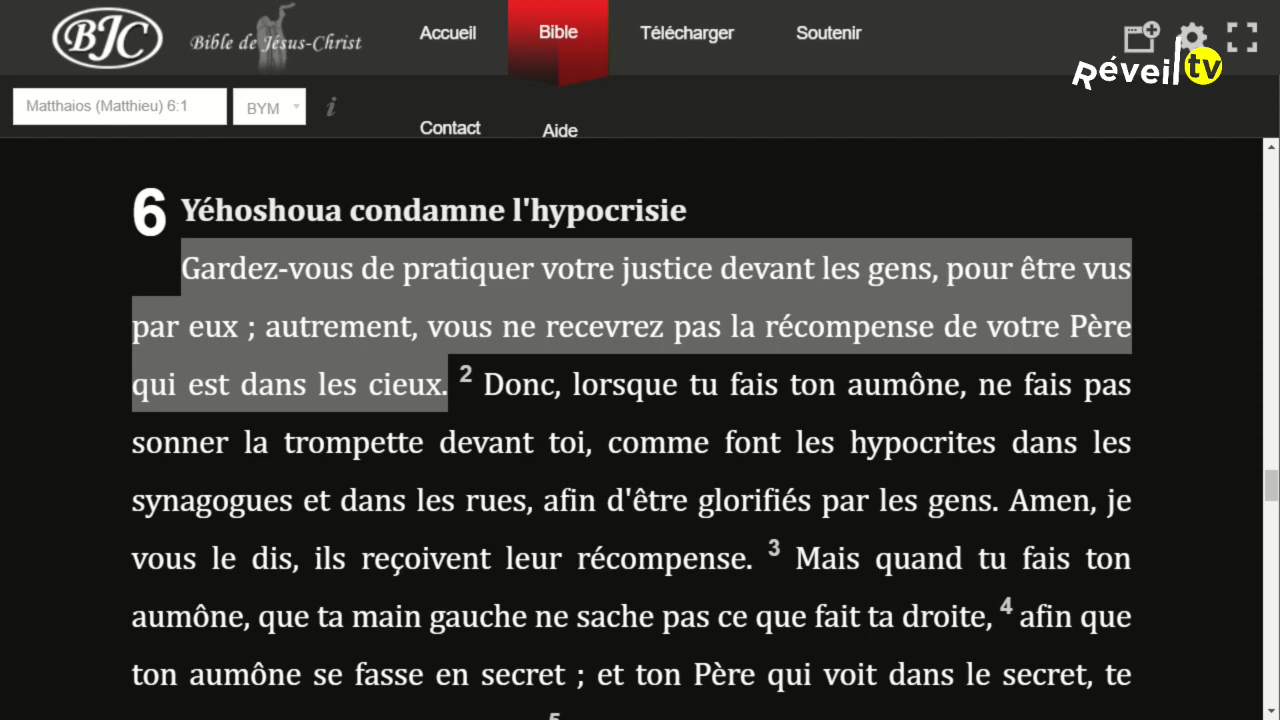 BJC Bible de Jésus-Christ
Accueil Bible Télécharger Soutenir
Réveil tv
Matthaios (Matthieu) 6:1 BYM i
Contact Aide
6 Yéhoshoua condamne l'hypocrisie
Gardez-vous de pratiquer votre justice devant les gens, pour être vus
par eux ; autrement, vous ne recevrez pas la récompense de votre Père
qui est dans les cieux. 2 Donc, lorsque tu fais ton aumône, ne fais pas
sonner la trompette devant toi, comme font les hypocrites dans les
synagogues et dans les rues, afin d'être glorifiés par les gens. Amen, je
vous le dis, ils reçoivent leur récompense. 3 Mais quand tu fais ton
aumône, que ta main gauche ne sache pas ce que fait ta droite, 4 afin que
ton aumône se fasse en secret ; et ton Père qui voit dans le secret, te
5